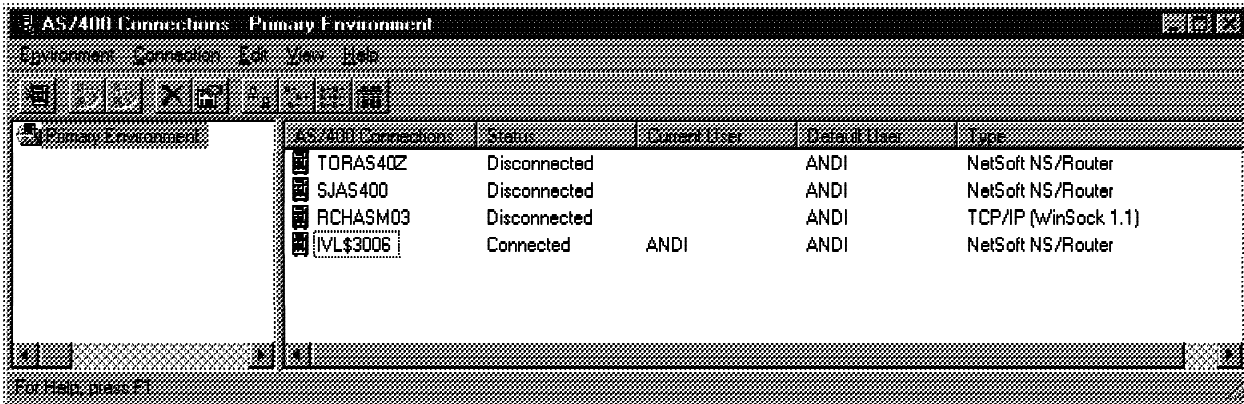 AS/400 Connections - Primary Environment
Environment Connection Edit View Help
Primary Environment
AS/400 Connections Status Current User Default User Type
TORAS40Z Disconnected ANDI NetSoft NS/Router
SJAS400 Disconnected ANDI NetSoft NS/Router
RCHASM03 Disconnected ANDI TCP/IP (WinSock 1.1)
IVL$3006 Connected ANDI ANDI NetSoft NS/Router
For Help, press F1